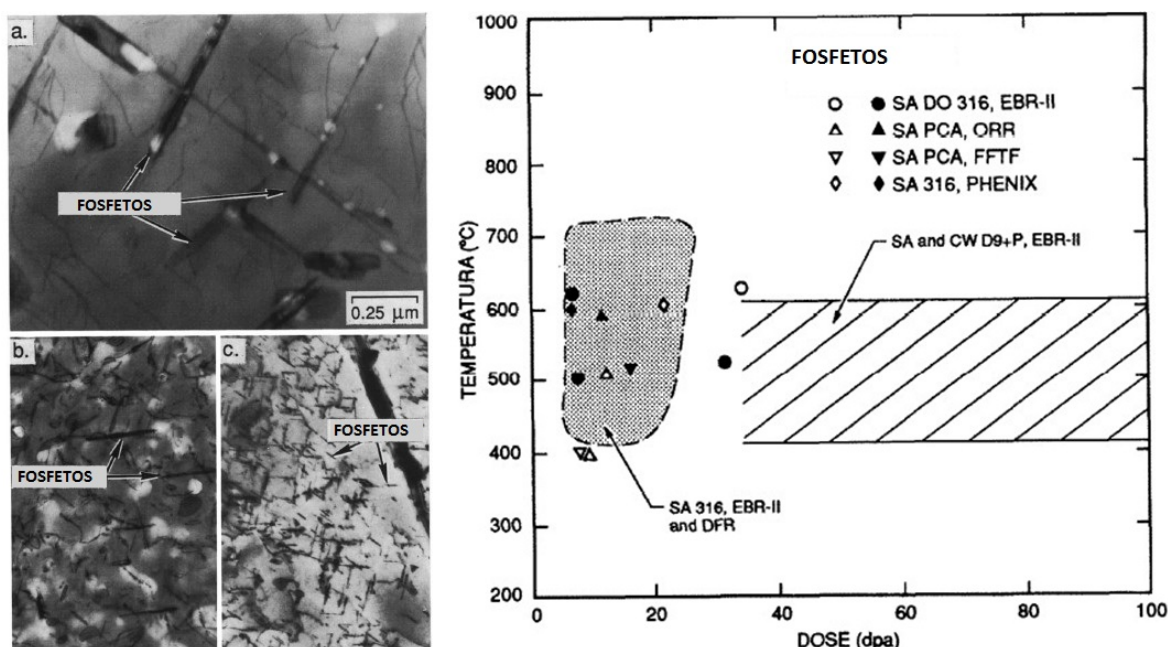 a.
FOSFETOS
0.25 µm
b.
FOSFETOS
c.
FOSFETOS
TEMPERATURA (ºC)
1000
900
800
700
600
500
400
300
200
FOSFETOS
○ ● SA DO 316, EBR-II
△ ▲ SA PCA, ORR
▽ ▼ SA PCA, FFTF
◇ ◆ SA 316, PHENIX
SA and CW D9+P, EBR-II
SA 316, EBR-II
and DFR
0 20 40 60 80 100
DOSE (dpa)